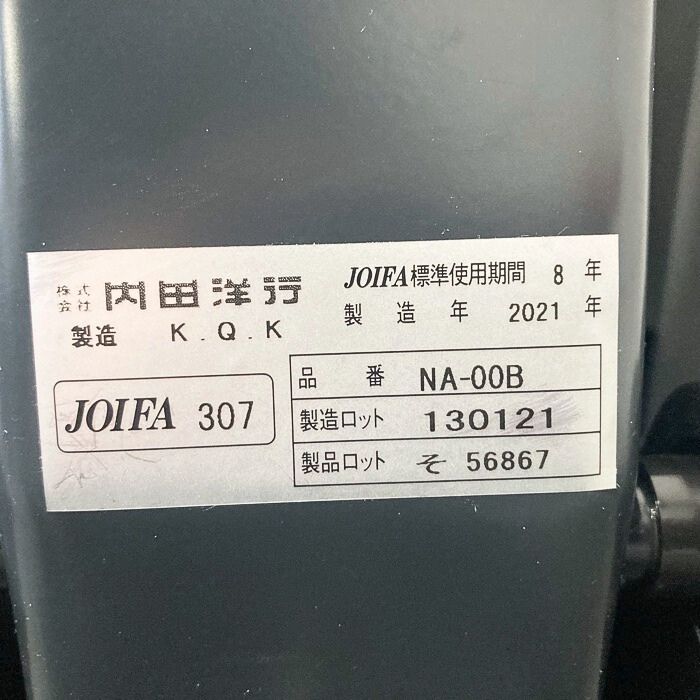 株式会社 内田洋行
製造 K.Q.K
JOIFA 307
JOIFA標準使用期間 8 年
製造年 2021 年
品番 NA-00B
製造ロット 130121
製品ロット そ 56867